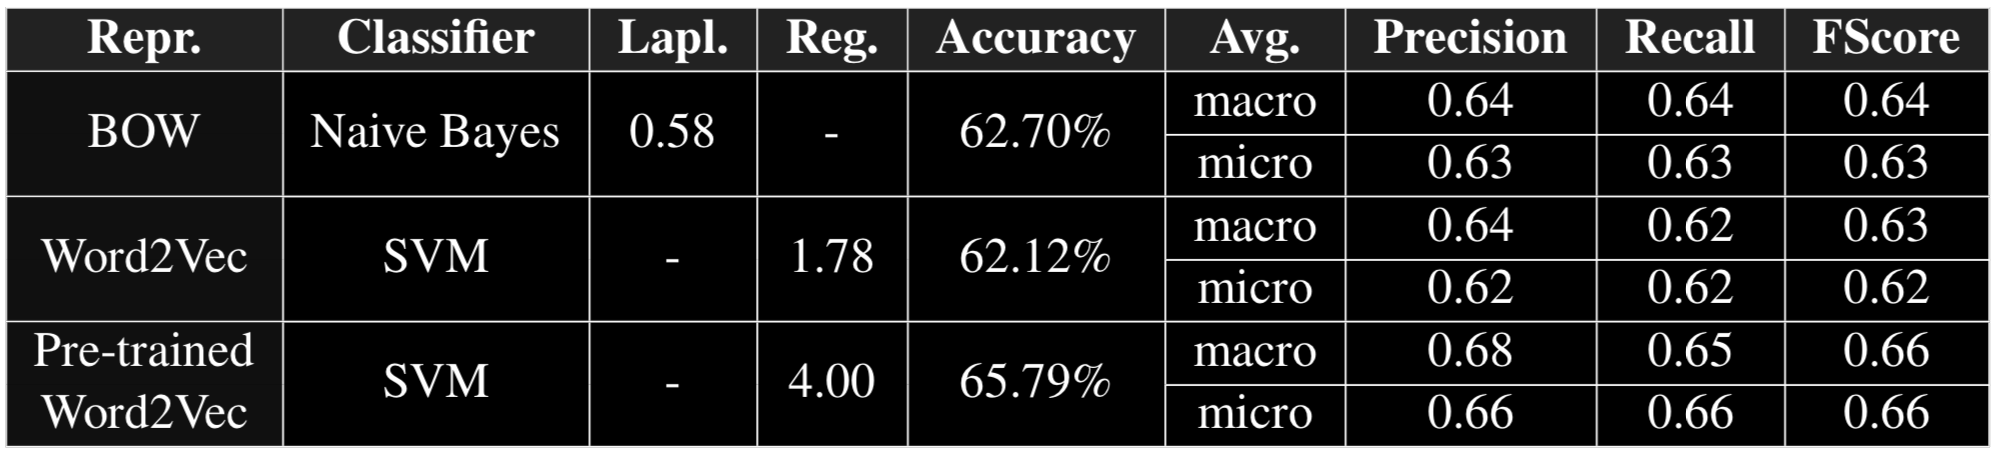 Repr. Classifier Lapl. Reg. Accuracy Avg. Precision Recall FScore
BOW Naive Bayes 0.58 - 62.70% macro 0.64 0.64 0.64
micro 0.63 0.63 0.63
Word2Vec SVM - 1.78 62.12% macro 0.64 0.62 0.63
micro 0.62 0.62 0.62
Pre-trained SVM - 4.00 65.79% macro 0.68 0.65 0.66
Word2Vec micro 0.66 0.66 0.66